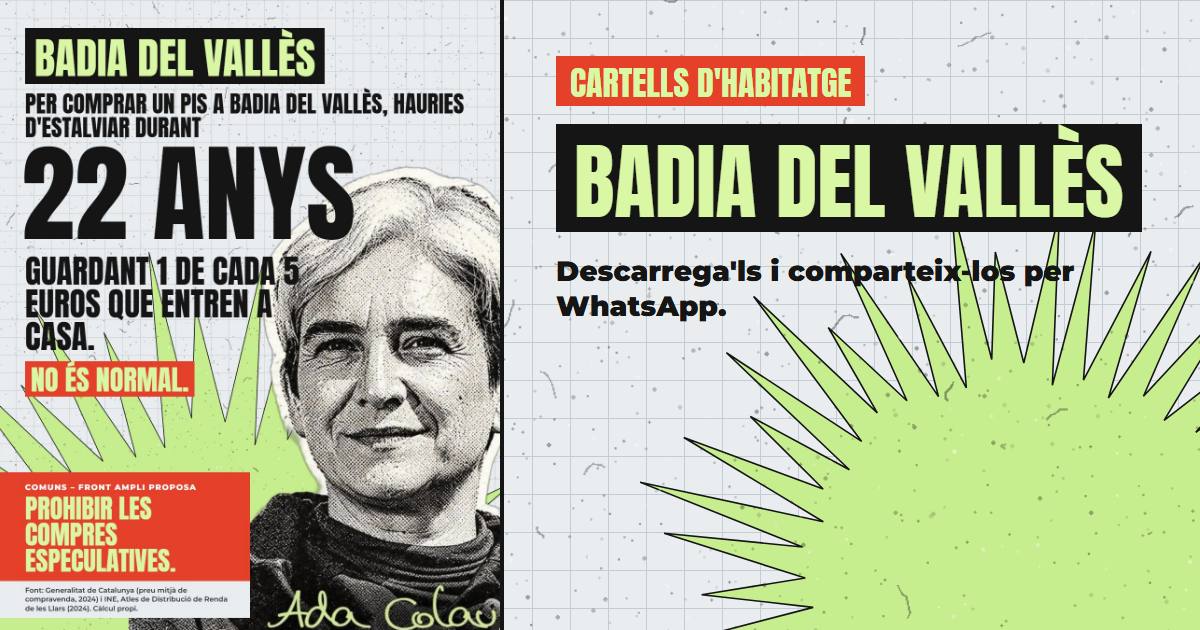 BADIA DEL VALLÈS
PER COMPRAR UN PIS A BADIA DEL VALLÈS, HAURIES
D'ESTALVIAR DURANT
22 ANYS
GUARDANT 1 DE CADA 5
EUROS QUE ENTREN A
CASA.
NO ÉS NORMAL.
COMUNS – FRONT AMPLI PROPOSA
PROHIBIR LES
COMPRES
ESPECULATIVES.
Font: Generalitat de Catalunya (preu mitjà de
compravenda, 2024) i INE, Atles de Distribució de Renda
de les Llars (2024). Càlcul propi.
Ada Colau
CARTELLS D'HABITATGE
BADIA DEL VALLÈS
Descarrega'ls i comparteix-los per
WhatsApp.